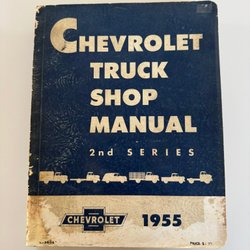 CHEVROLET
TRUCK
SHOP
MANUAL
2nd SERIES
CHEVROLET
1955